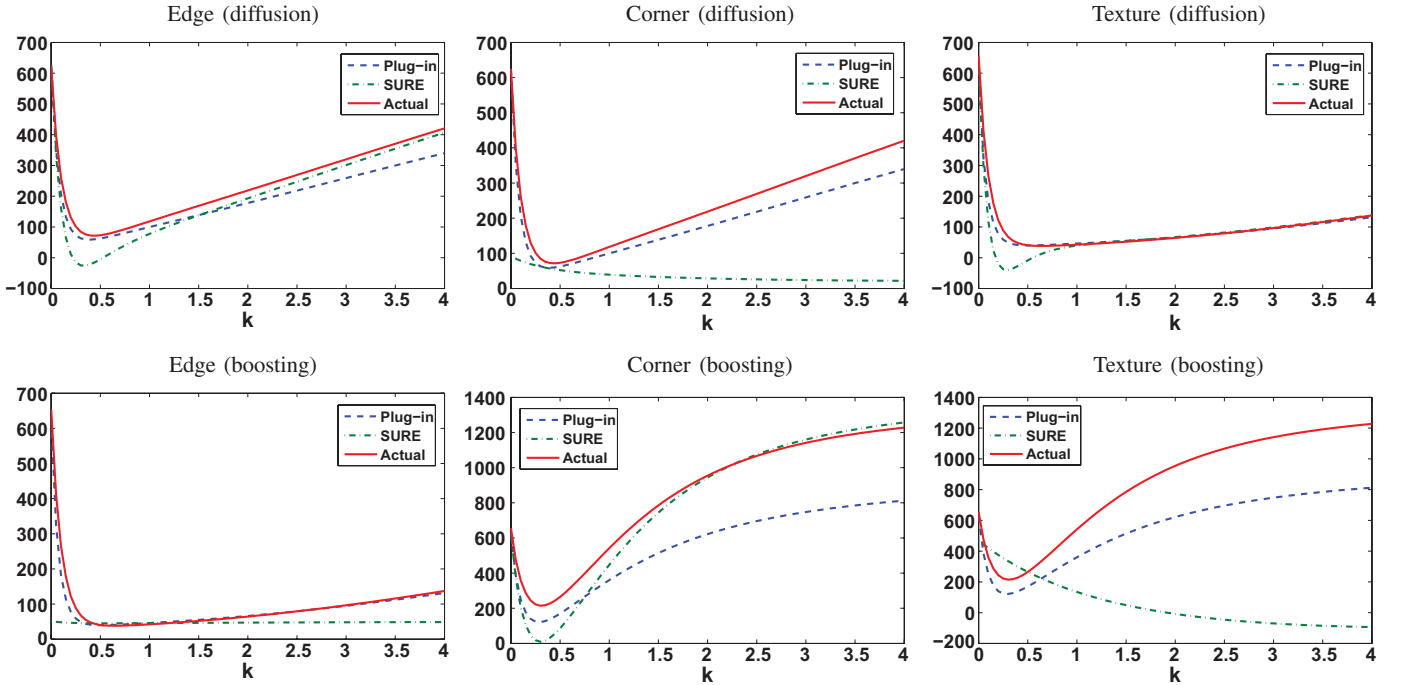 Edge (diffusion)
700
600
500
400
300
200
100
0
−100
0 0.5 1 1.5 2 2.5 3 3.5 4
k
Plug−in
SURE
Actual
Corner (diffusion)
700
600
500
400
300
200
100
0
0 0.5 1 1.5 2 2.5 3 3.5 4
k
Plug−in
SURE
Actual
Texture (diffusion)
700
600
500
400
300
200
100
0
−100
0 0.5 1 1.5 2 2.5 3 3.5 4
k
Plug−in
SURE
Actual
Edge (boosting)
700
600
500
400
300
200
100
0
0 0.5 1 1.5 2 2.5 3 3.5 4
k
Plug−in
SURE
Actual
Corner (boosting)
1400
1200
1000
800
600
400
200
0
0 0.5 1 1.5 2 2.5 3 3.5 4
k
Plug−in
SURE
Actual
Texture (boosting)
1400
1200
1000
800
600
400
200
0
−200
0 0.5 1 1.5 2 2.5 3 3.5 4
k
Plug−in
SURE
Actual